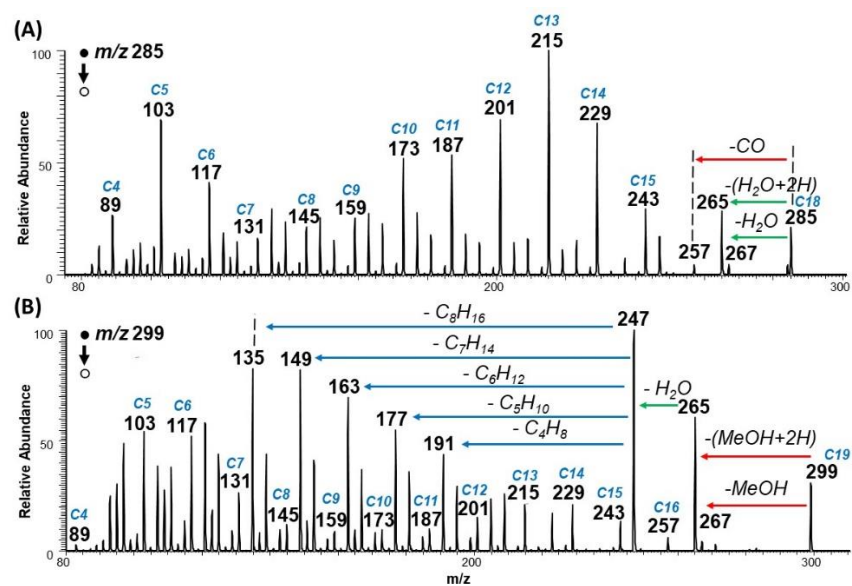 (A)
m/z 285
Relative Abundance
100
50
0
C4
89
C5
103
C6
117
C7
131
C8
145
C9
159
C10
173
C11
187
C12
201
C13
215
C14
229
C15
243
257
265
267
C18
285
-CO
-(H2O+2H)
-H2O
80
200
300
(B)
m/z 299
Relative Abundance
100
50
0
C4
89
C5
103
C6
117
C7
131
135
C8
145
149
C9
159
163
C10
173
177
C11
187
191
C12
201
C13
215
C14
229
C15
243
247
C16
257
265
267
C19
299
- C8H16
- C7H14
- C6H12
- C5H10
- C4H8
- H2O
-(MeOH+2H)
-MeOH
80
200
300
m/z